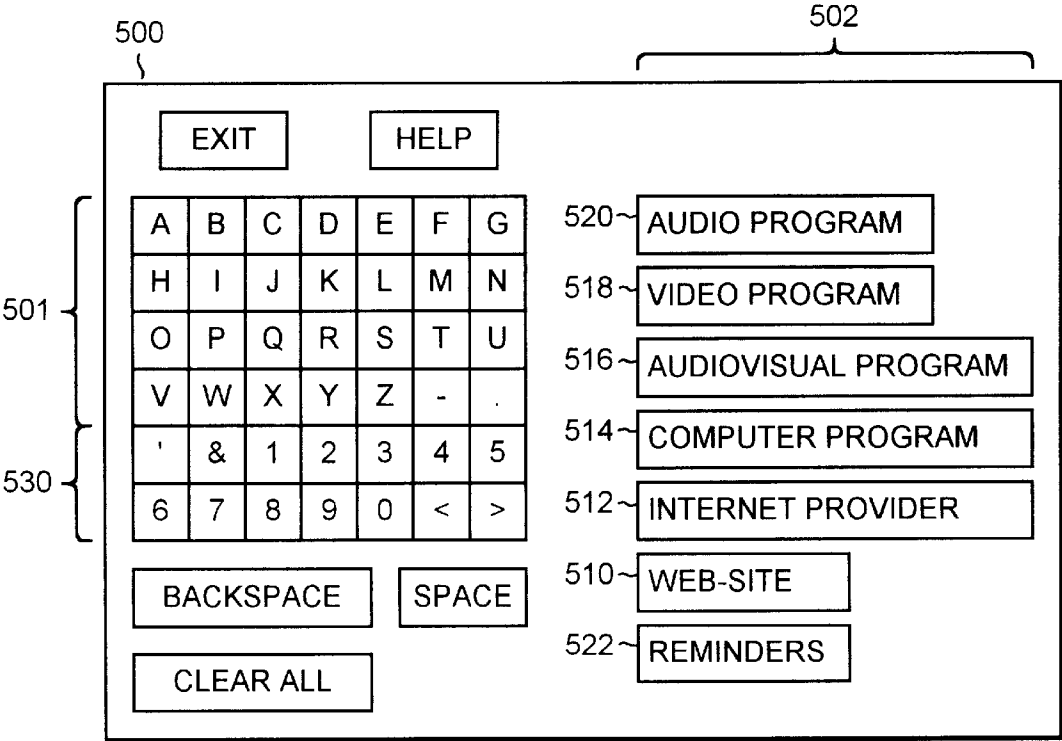 502
500
EXIT HELP
A B C D E F G
520 AUDIO PROGRAM
H I J K L M N
518 VIDEO PROGRAM
501
O P Q R S T U
516 AUDIOVISUAL PROGRAM
V W X Y Z - .
514 COMPUTER PROGRAM
' & 1 2 3 4 5
530
6 7 8 9 0 < >
512 INTERNET PROVIDER
BACKSPACE SPACE
510 WEB-SITE
522 REMINDERS
CLEAR ALL